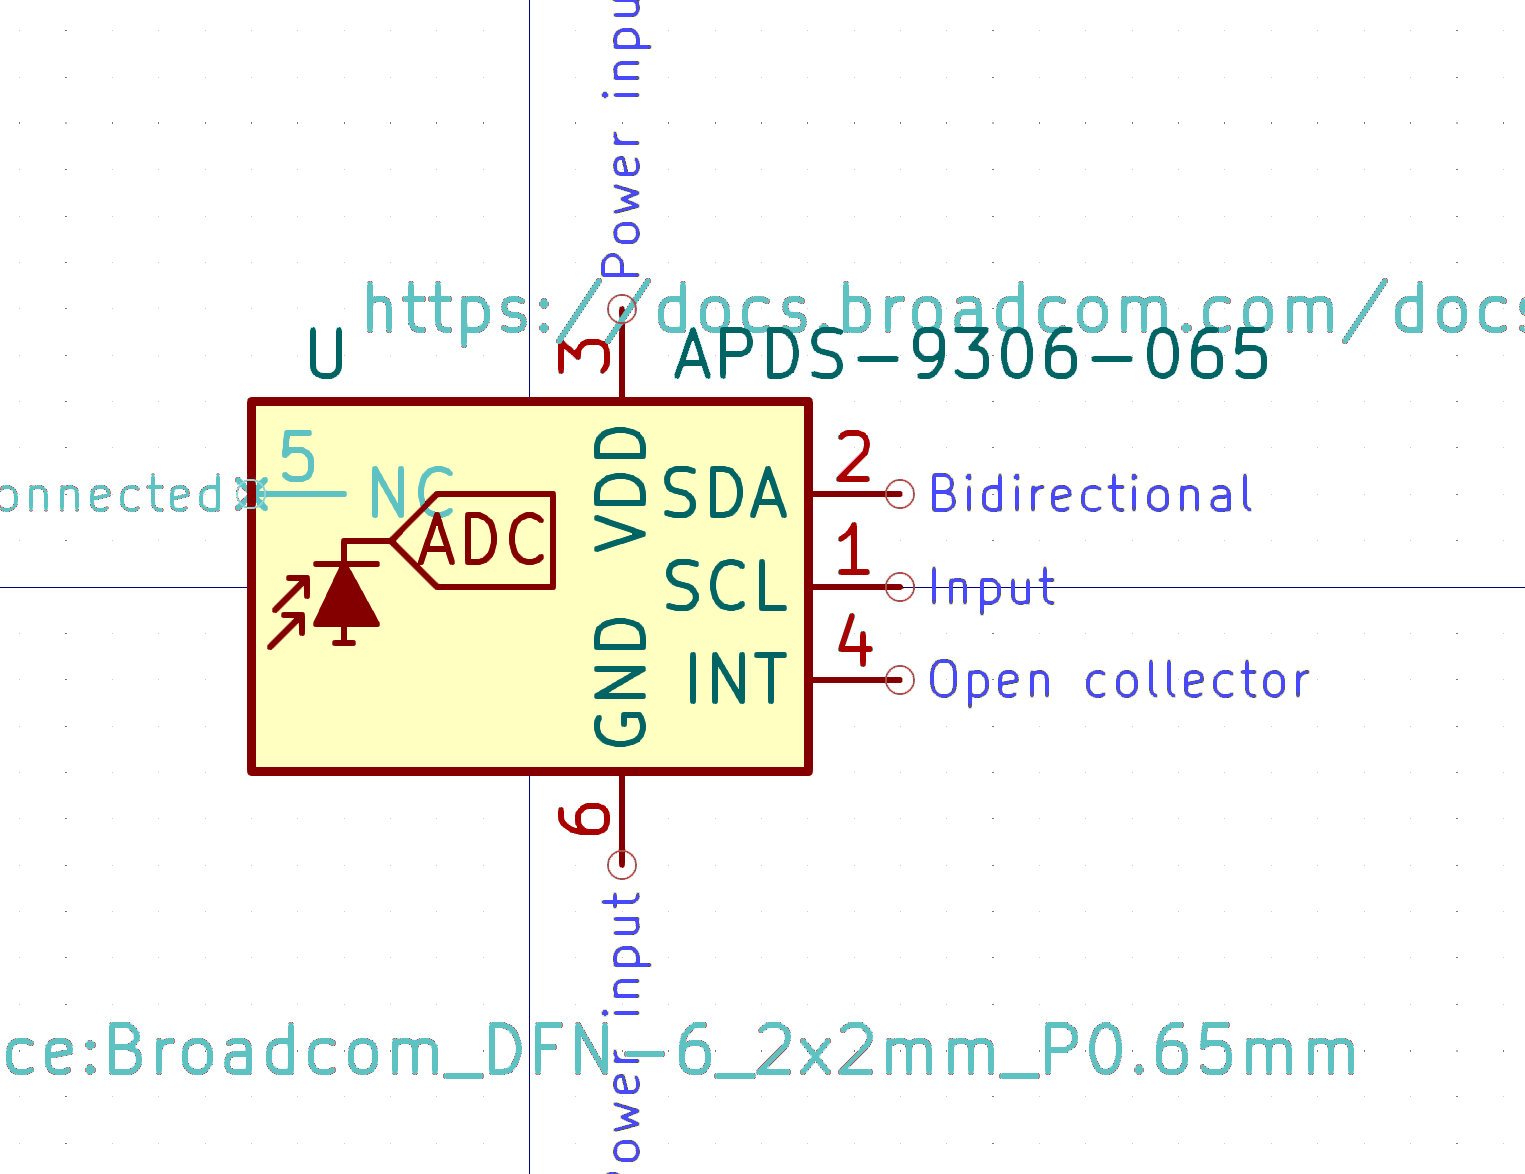 Power inpu
https://docs.broadcom.com/docs
U
3
APDS-9306-065
5
NC
onnected
ADC
VDD
GND
SDA
2
Bidirectional
SCL
1
Input
INT
4
Open collector
6
Power input
ce:Broadcom_DFN-6_2x2mm_P0.65mm